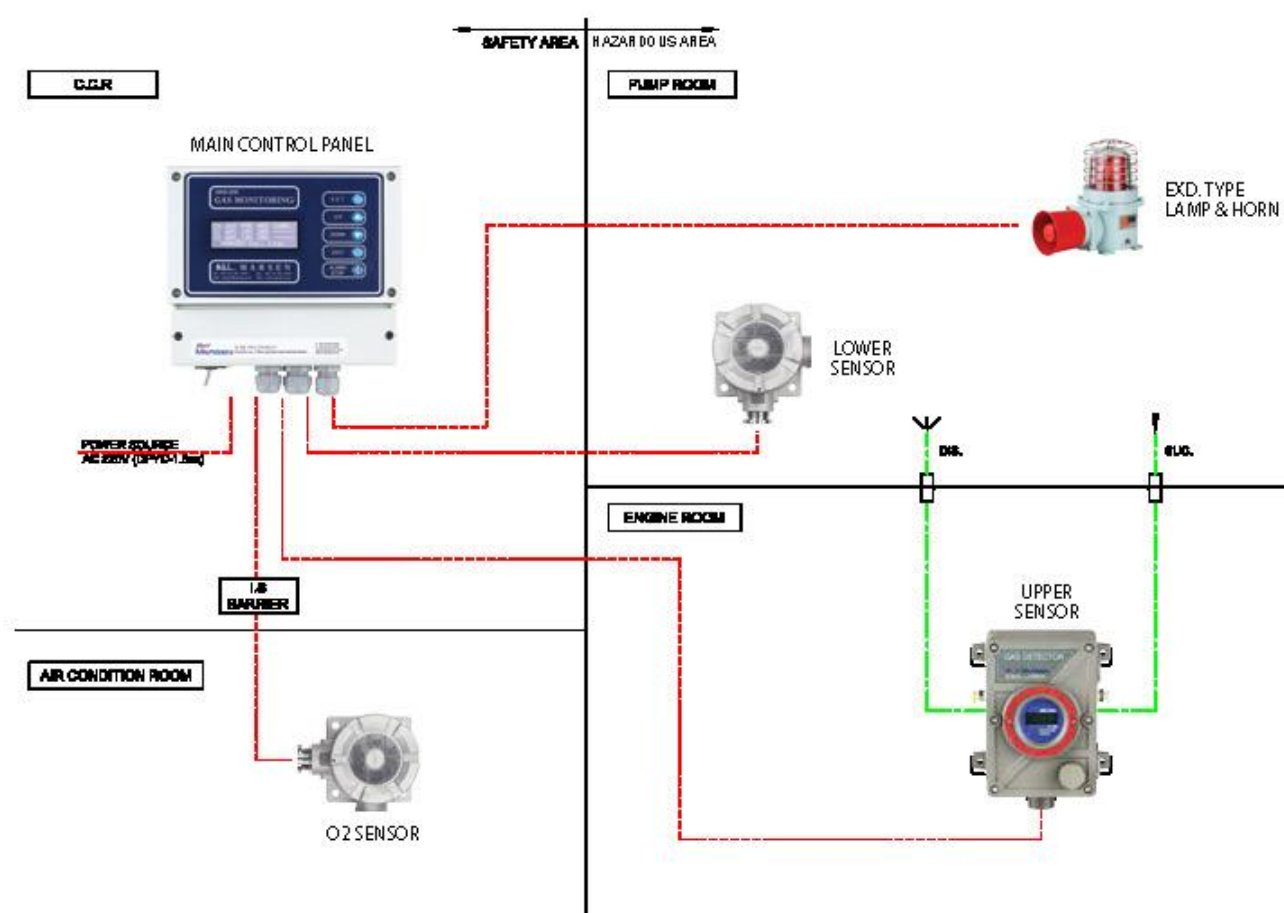 SAFETY AREA
HAZARDOUS AREA
C.C.R
PUMP ROOM
MAIN CONTROL PANEL
GAS MONITORING
EXD. TYPE
LAMP & HORN
LOWER
SENSOR
POWER SOURCE
DIS.
SUC.
ENGINE ROOM
I.S
BARRIER
UPPER
SENSOR
AIR CONDITION ROOM
GAS DETECTOR
O2 SENSOR